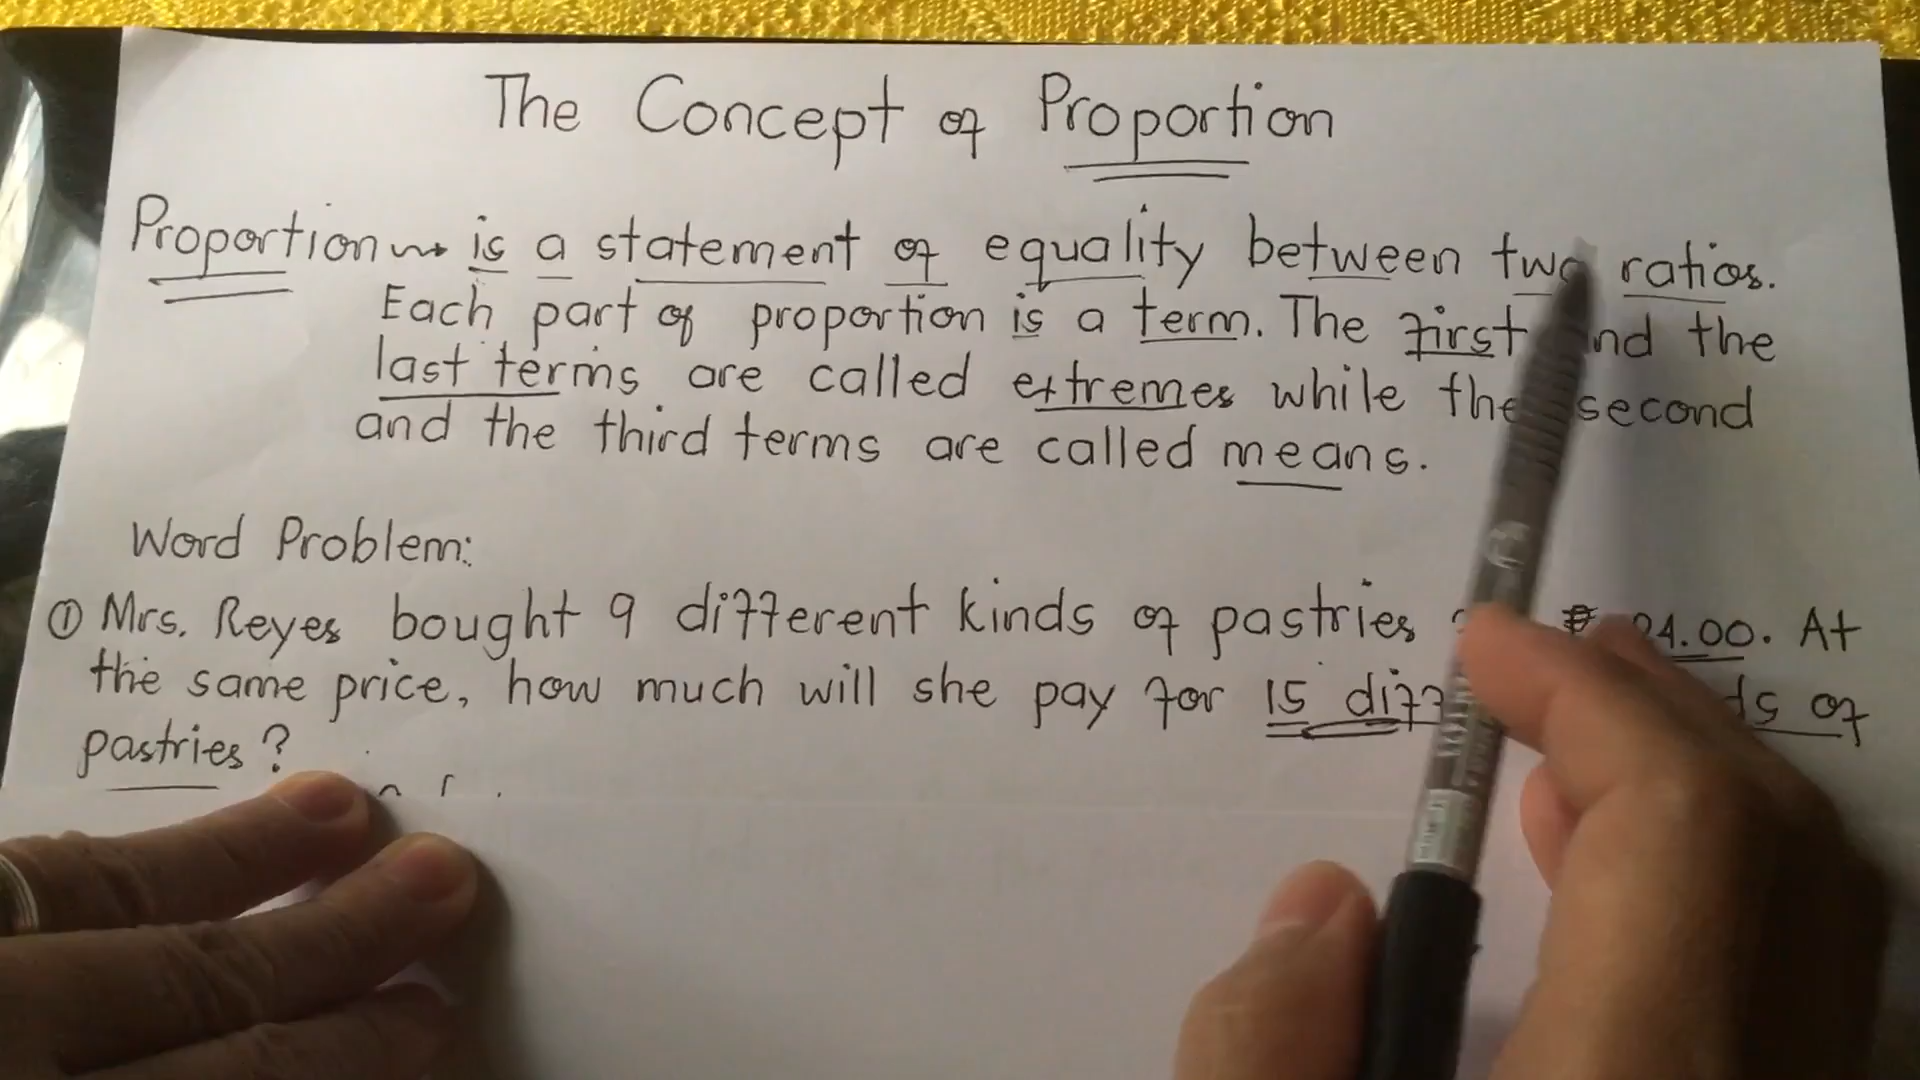 The Concept of Proportion
Proportion → is a statement of equality between two ratios.
Each part of proportion is a term. The first and the
last terms are called extremes while the second
and the third terms are called means.
Word Problem:
① Mrs. Reyes bought 9 different kinds of pastries ₱ 4.00. At
the same price, how much will she pay for 15 of
pastries?